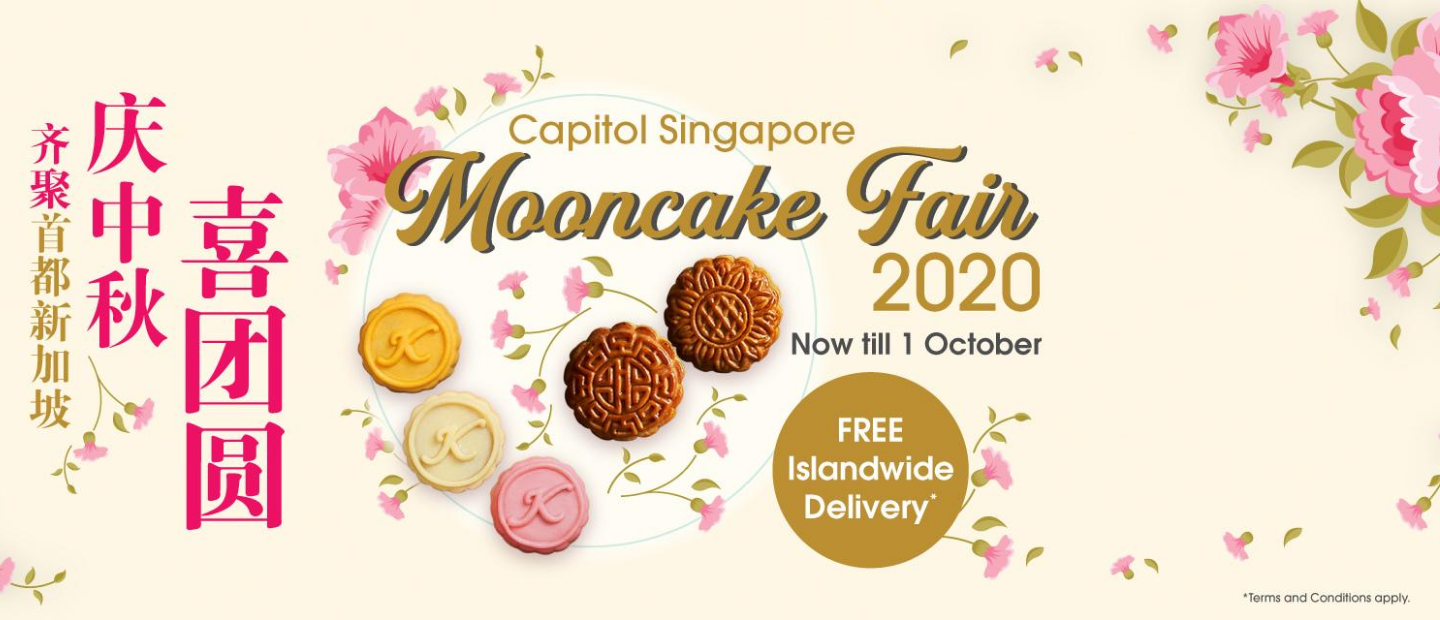 喜团圆
庆中秋
齐聚首都新加坡
Capitol Singapore
Mooncake Fair
2020
Now till 1 October
FREE
Islandwide
Delivery*
K
K
K
*Terms and Conditions apply.